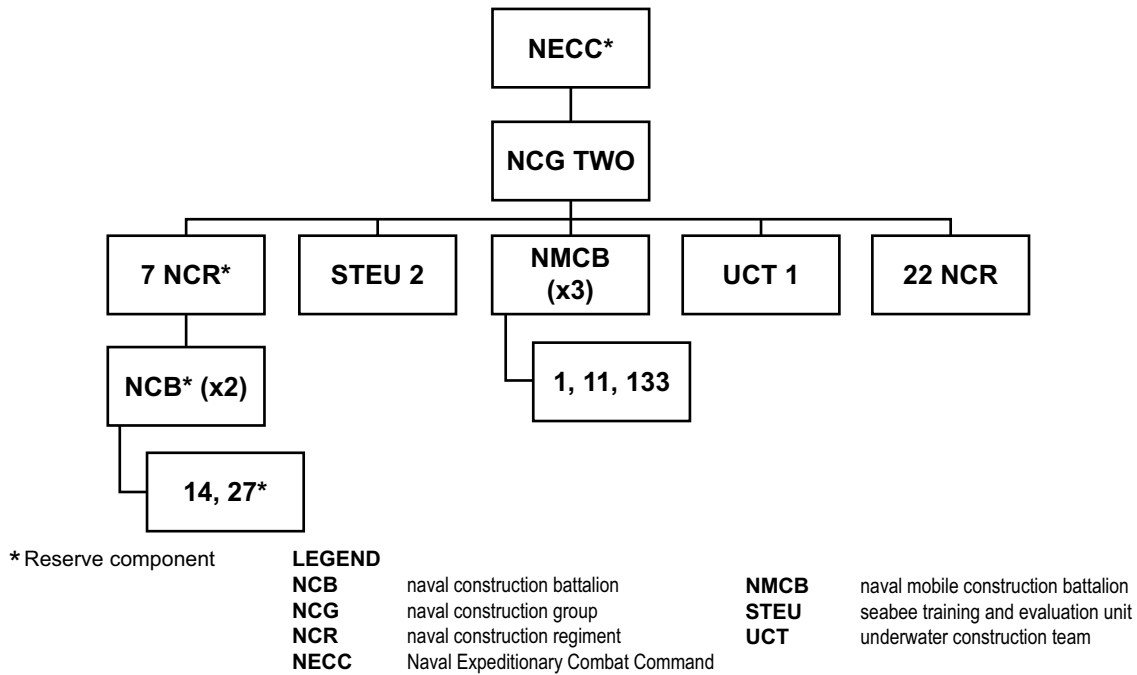 NECC*
NCG TWO
7 NCR*
STEU 2
NMCB
(x3)
UCT 1
22 NCR
NCB* (x2)
1, 11, 133
14, 27*
* Reserve component
LEGEND
NCB naval construction battalion
NCG naval construction group
NCR naval construction regiment
NECC Naval Expeditionary Combat Command
NMCB naval mobile construction battalion
STEU seabee training and evaluation unit
UCT underwater construction team